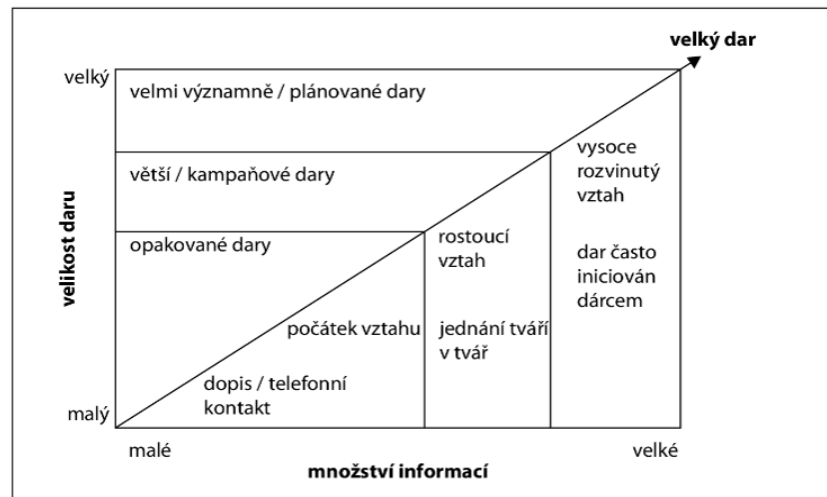 velký dar
velký
velmi významně / plánované dary
vysoce
rozvinutý
vztah
větší / kampaňové dary
velikost daru
opakované dary
rostoucí
vztah
dar často
iniciován
dárcem
počátek vztahu
jednání tváří
v tvář
dopis / telefonní
kontakt
malý
malé
velké
množství informací